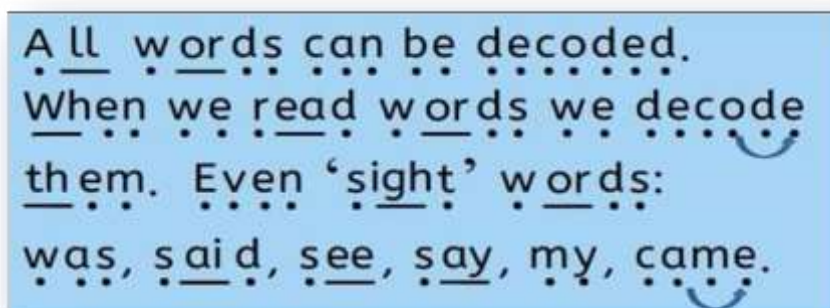 All words can be decoded.
When we read words we decode
them. Even ‘sight’ words:
was, said, see, say, my, came.